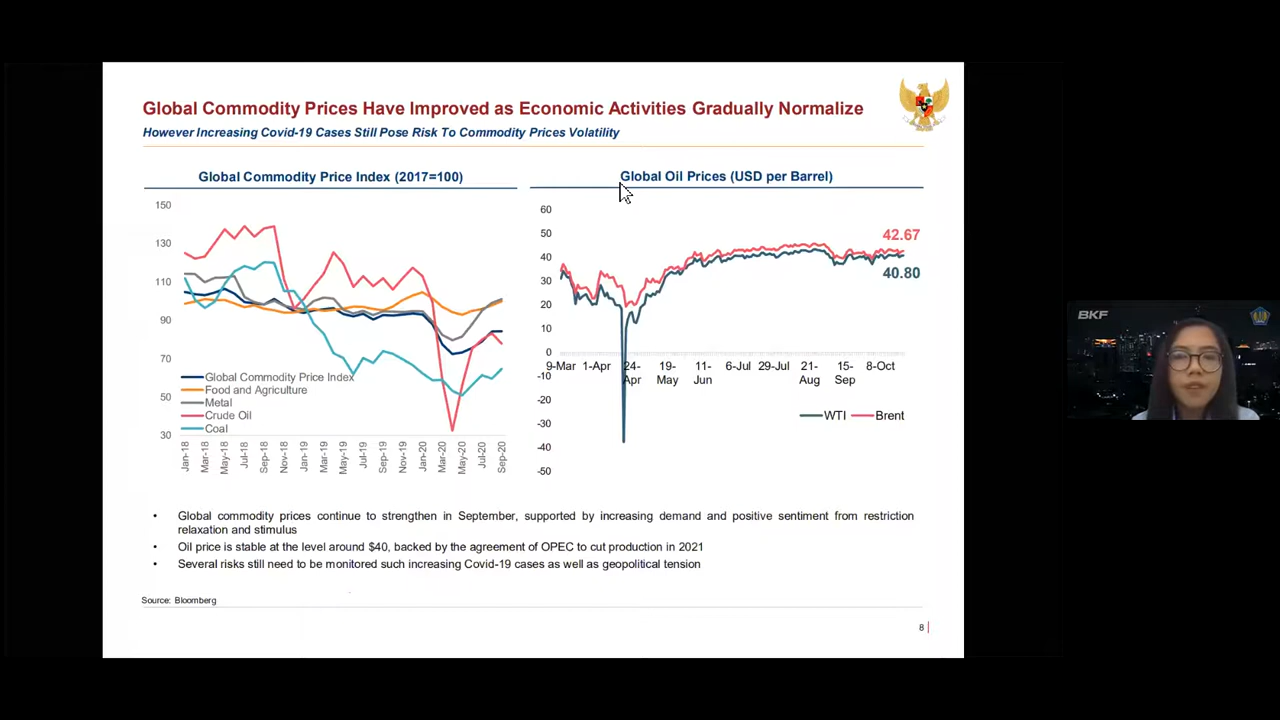 Global Commodity Prices Have Improved as Economic Activities Gradually Normalize
However Increasing Covid-19 Cases Still Pose Risk To Commodity Prices Volatility
Global Commodity Price Index (2017=100)
150
130
110
90
70
50
30
Global Commodity Price Index
Food and Agriculture
Metal
Crude Oil
Coal
Jan-18
Mar-18
May-18
Jul-18
Sep-18
Nov-18
Jan-19
Mar-19
May-19
Jul-19
Sep-19
Nov-19
Jan-20
Mar-20
May-20
Jul-20
Sep-20
Global Oil Prices (USD per Barrel)
60
50
40
30
20
10
0
-10
-20
-30
-40
-50
42.67
40.80
9-Mar
1-Apr
24-
Apr
19-
May
11-
Jun
6-Jul
29-Jul
21-
Aug
15-
Sep
8-Oct
WTI
Brent
• Global commodity prices continue to strengthen in September, supported by increasing demand and positive sentiment from restriction
relaxation and stimulus
• Oil price is stable at the level around $40, backed by the agreement of OPEC to cut production in 2021
• Several risks still need to be monitored such increasing Covid-19 cases as well as geopolitical tension
Source: Bloomberg
8
BKF